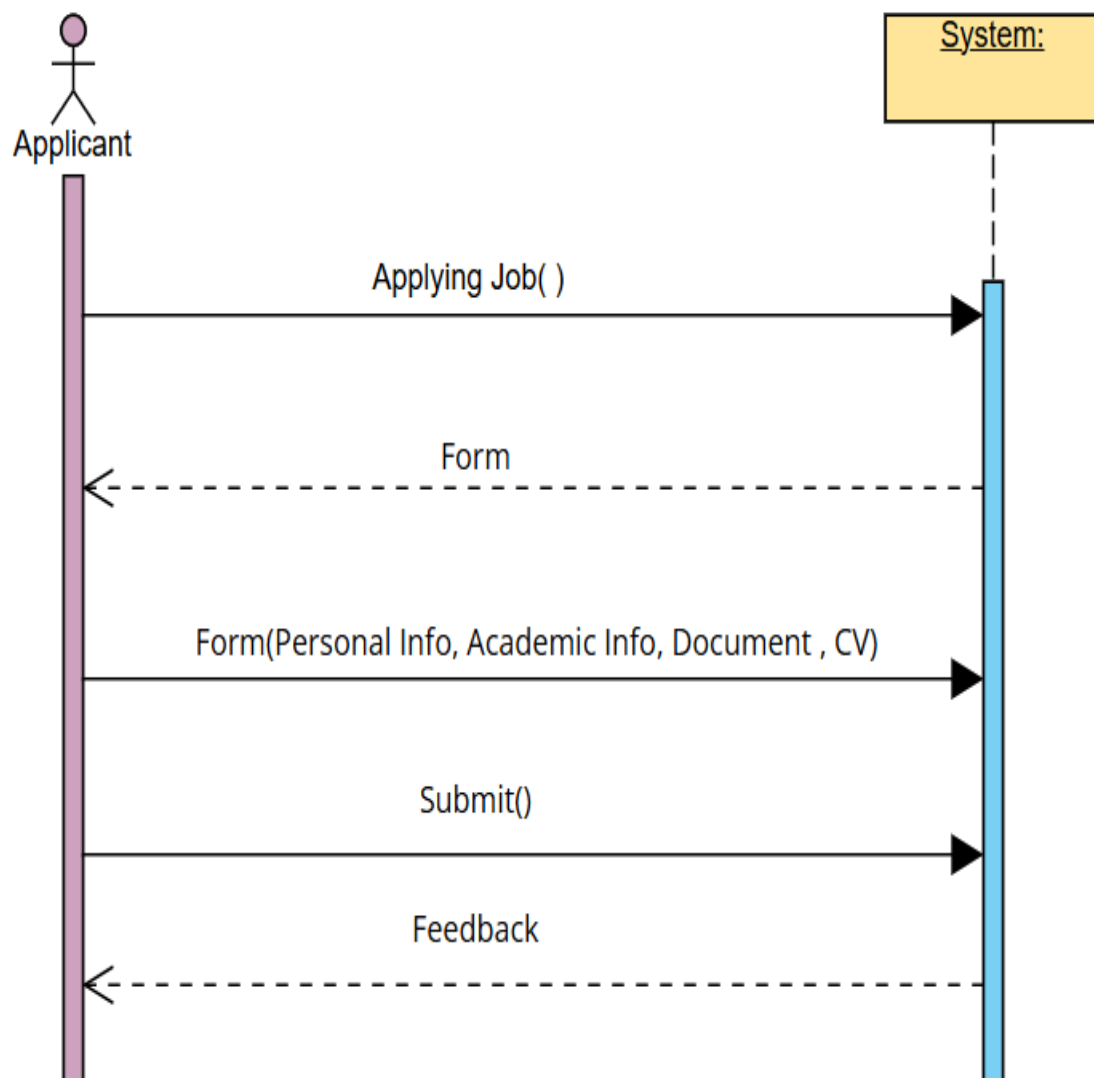 System:
Applicant
Applying Job( )
Form
Form(Personal Info, Academic Info, Document , CV)
Submit()
Feedback